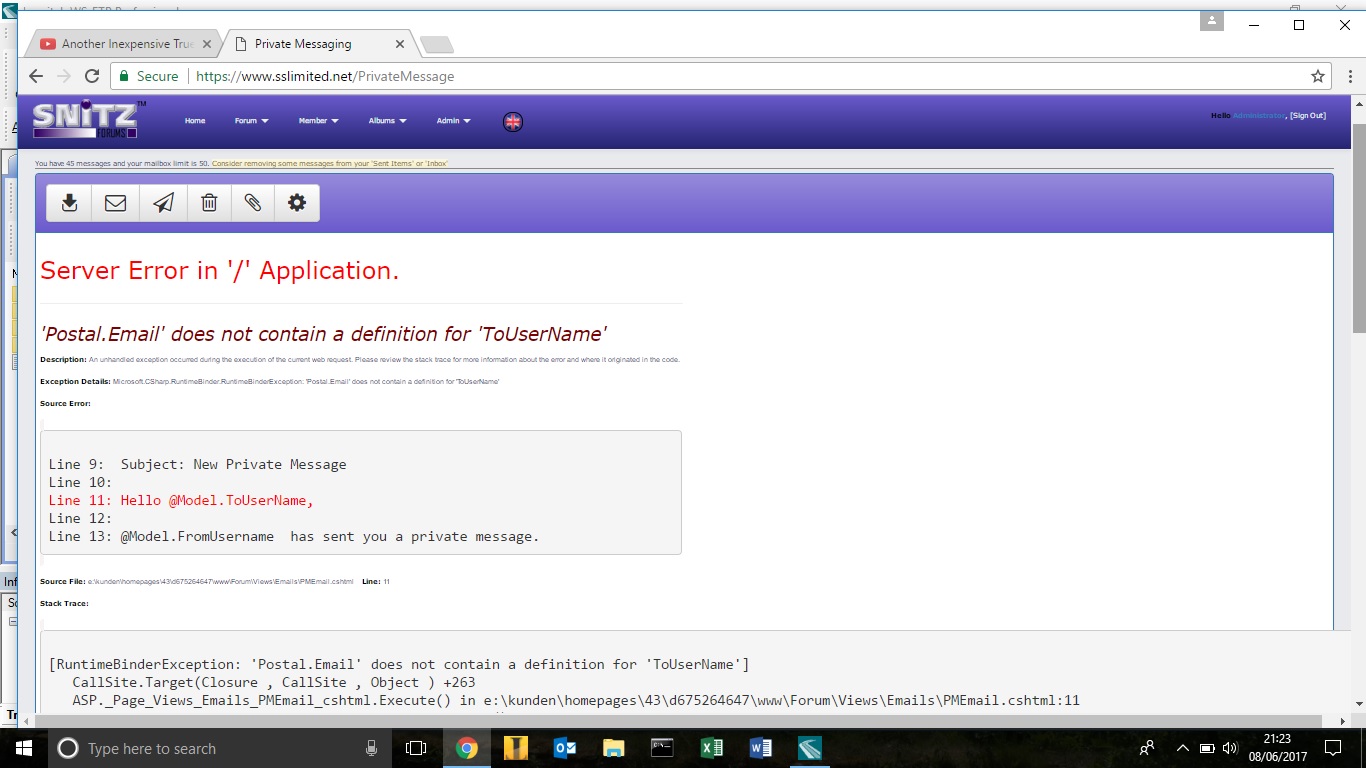 Another Inexpensive Tru
Private Messaging
Secure https://www.sslimited.net/PrivateMessage
SNITZ™
FORUMS
Home Forum Member Albums Admin
Hello Administrator, [Sign Out]
You have 45 messages and your mailbox limit is 50. Consider removing some messages from your 'Sent Items' or 'Inbox'
Server Error in '/' Application.
'Postal.Email' does not contain a definition for 'ToUserName'
Description: An unhandled exception occurred during the execution of the current web request. Please review the stack trace for more information about the error and where it originated in the code.
Exception Details: Microsoft.CSharp.RuntimeBinder.RuntimeBinderException: 'Postal.Email' does not contain a definition for 'ToUserName'
Source Error:
Line 9:  Subject: New Private Message
Line 10:
Line 11: Hello @Model.ToUserName,
Line 12:
Line 13: @Model.FromUsername  has sent you a private message.
Source File: e:\kunden\homepages\43\d675264647\www\Forum\Views\Emails\PMEmail.cshtml    Line: 11
Stack Trace:
[RuntimeBinderException: 'Postal.Email' does not contain a definition for 'ToUserName']
CallSite.Target(Closure , CallSite , Object ) +263
ASP._Page_Views_Emails_PMEmail_cshtml.Execute() in e:\kunden\homepages\43\d675264647\www\Forum\Views\Emails\PMEmail.cshtml:11
Inf
Tr
Type here to search
21:23
08/06/2017